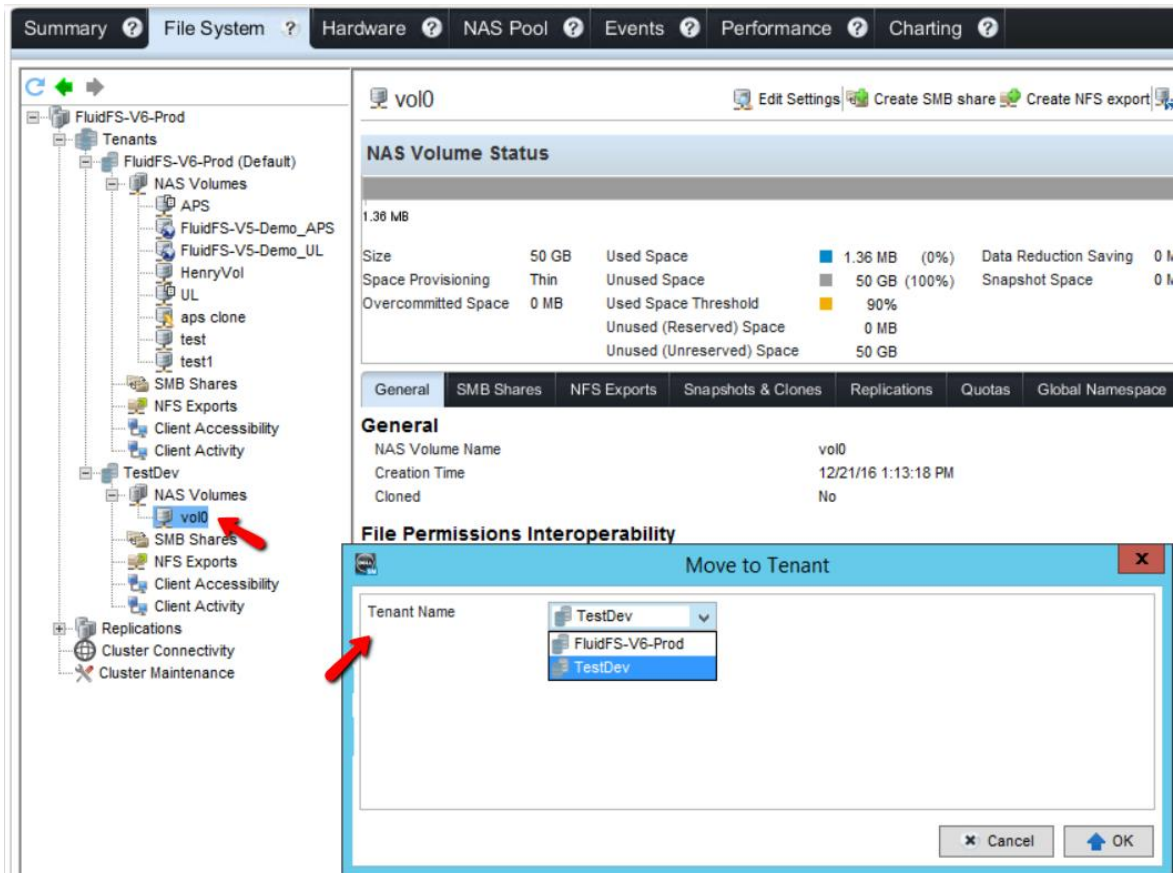 Summary ? File System ? Hardware ? NAS Pool ? Events ? Performance ? Charting ?
FluidFS-V6-Prod
Tenants
FluidFS-V6-Prod (Default)
NAS Volumes
APS
FluidFS-V5-Demo_APS
FluidFS-V5-Demo_UL
HenryVol
UL
aps clone
test
test1
SMB Shares
NFS Exports
Client Accessibility
Client Activity
TestDev
NAS Volumes
vol0
SMB Shares
NFS Exports
Client Accessibility
Client Activity
Replications
Cluster Connectivity
Cluster Maintenance
vol0 Edit Settings Create SMB share Create NFS export
NAS Volume Status
1.36 MB
Size 50 GB Used Space 1.36 MB (0%) Data Reduction Saving 0 M
Space Provisioning Thin Unused Space 50 GB (100%) Snapshot Space 0 M
Overcommitted Space 0 MB Used Space Threshold 90%
Unused (Reserved) Space 0 MB
Unused (Unreserved) Space 50 GB
General SMB Shares NFS Exports Snapshots & Clones Replications Quotas Global Namespace
General
NAS Volume Name vol0
Creation Time 12/21/16 1:13:18 PM
Cloned No
File Permissions Interoperability
Move to Tenant x
Tenant Name TestDev
FluidFS-V6-Prod
TestDev
Cancel OK